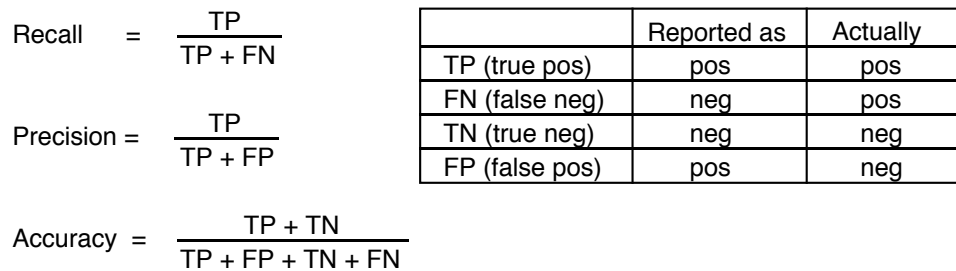 Recall = TP / TP + FN
Precision = TP / TP + FP
Accuracy = TP + TN / TP + FP + TN + FN
Reported as Actually
TP (true pos) pos pos
FN (false neg) neg pos
TN (true neg) neg neg
FP (false pos) pos neg